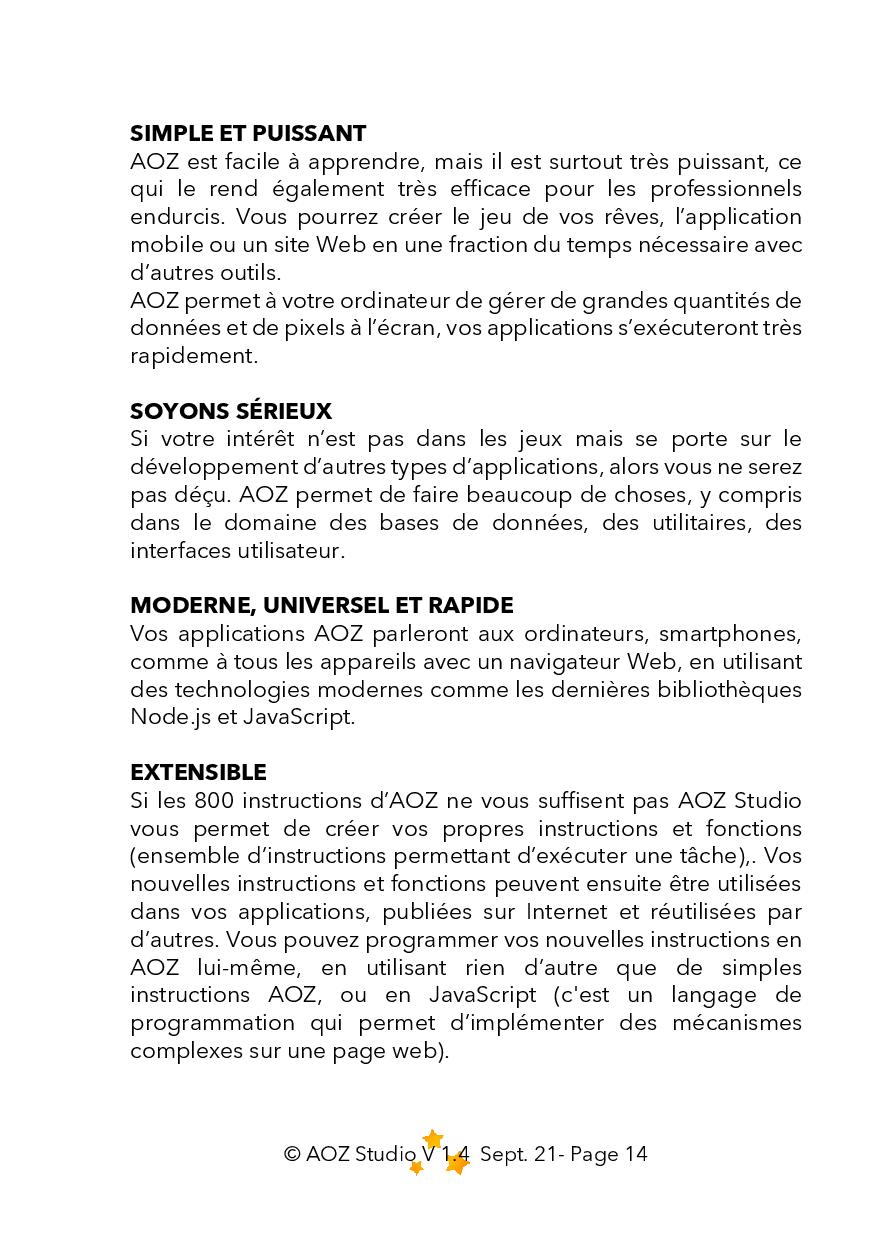 SIMPLE ET PUISSANT
AOZ est facile à apprendre, mais il est surtout très puissant, ce
qui le rend également très efficace pour les professionnels
endurcis. Vous pourrez créer le jeu de vos rêves, l’application
mobile ou un site Web en une fraction du temps nécessaire avec
d’autres outils.
AOZ permet à votre ordinateur de gérer de grandes quantités de
données et de pixels à l’écran, vos applications s’exécuteront très
rapidement.
SOYONS SÉRIEUX
Si votre intérêt n’est pas dans les jeux mais se porte sur le
développement d’autres types d’applications, alors vous ne serez
pas déçu. AOZ permet de faire beaucoup de choses, y compris
dans le domaine des bases de données, des utilitaires, des
interfaces utilisateur.
MODERNE, UNIVERSEL ET RAPIDE
Vos applications AOZ parleront aux ordinateurs, smartphones,
comme à tous les appareils avec un navigateur Web, en utilisant
des technologies modernes comme les dernières bibliothèques
Node.js et JavaScript.
EXTENSIBLE
Si les 800 instructions d’AOZ ne vous suffisent pas AOZ Studio
vous permet de créer vos propres instructions et fonctions
(ensemble d’instructions permettant d’exécuter une tâche),. Vos
nouvelles instructions et fonctions peuvent ensuite être utilisées
dans vos applications, publiées sur Internet et réutilisées par
d’autres. Vous pouvez programmer vos nouvelles instructions en
AOZ lui-même, en utilisant rien d’autre que de simples
instructions AOZ, ou en JavaScript (c'est un langage de
programmation qui permet d’implémenter des mécanismes
complexes sur une page web).
© AOZ Studio V 1.4 Sept. 21- Page 14